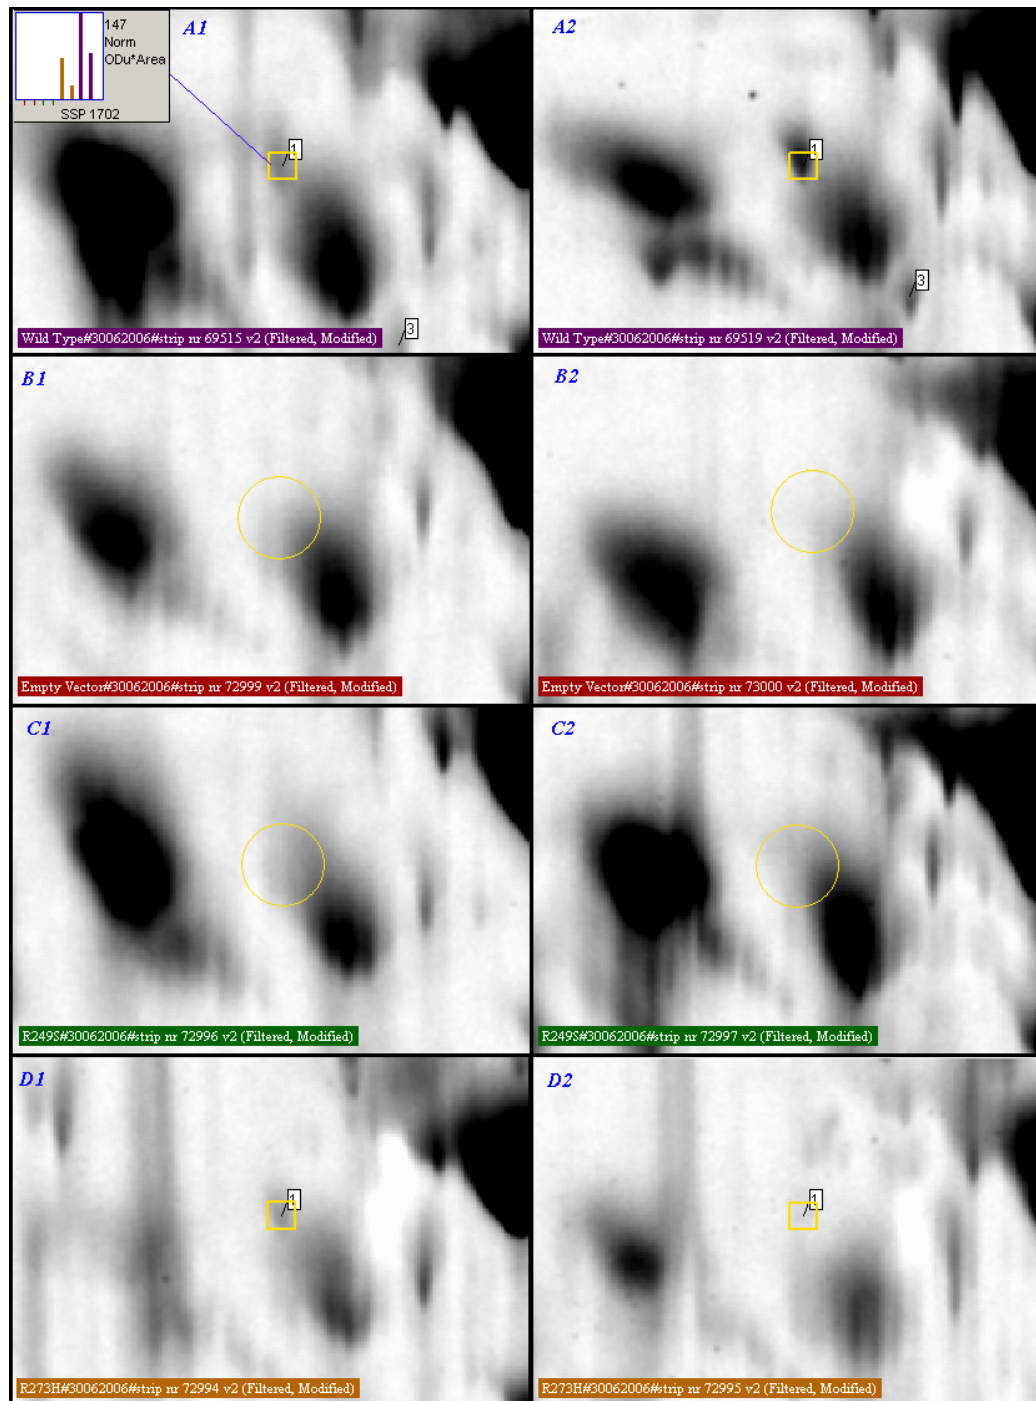 147
Norm
ODu*Area
SSP 1702
A1
1
3
Wild Type#30062006#strip nr 69515 v2 (Filtered, Modified)
A2
1
3
Wild Type#30062006#strip nr 69519 v2 (Filtered, Modified)
B1
Empty Vector#30062006#strip nr 72999 v2 (Filtered, Modified)
B2
Empty Vector#30062006#strip nr 73000 v2 (Filtered, Modified)
C1
R249S#30062006#strip nr 72996 v2 (Filtered, Modified)
C2
R249S#30062006#strip nr 72997 v2 (Filtered, Modified)
D1
1
R273H#30062006#strip nr 72994 v2 (Filtered, Modified)
D2
1
R273H#30062006#strip nr 72995 v2 (Filtered, Modified)